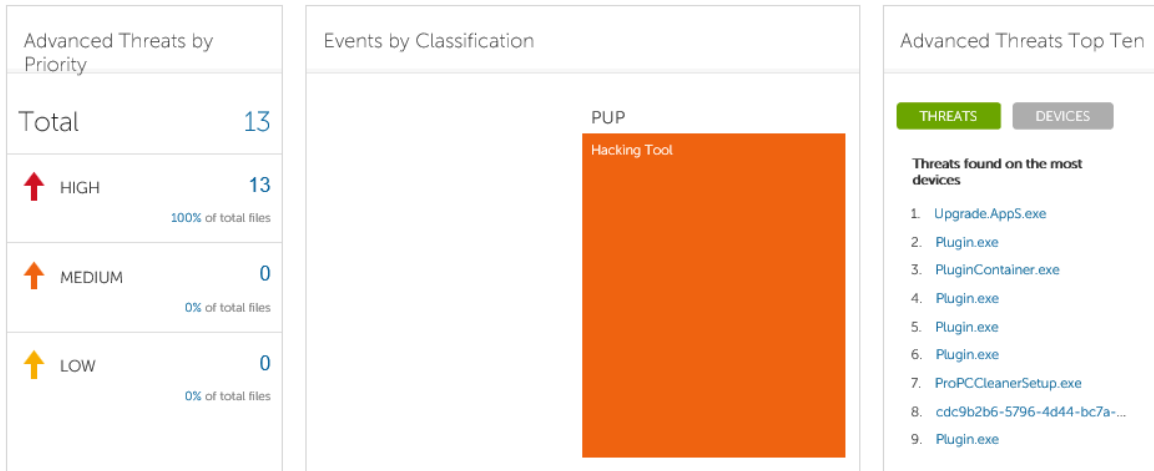 Advanced Threats by
Priority
Total 13
HIGH 13
100% of total files
MEDIUM 0
0% of total files
LOW 0
0% of total files
Events by Classification
PUP
Hacking Tool
Advanced Threats Top Ten
THREATS DEVICES
Threats found on the most
devices
1. Upgrade.AppS.exe
2. Plugin.exe
3. PluginContainer.exe
4. Plugin.exe
5. Plugin.exe
6. Plugin.exe
7. ProPCCleanerSetup.exe
8. cdc9b2b6-5796-4d44-bc7a-...
9. Plugin.exe